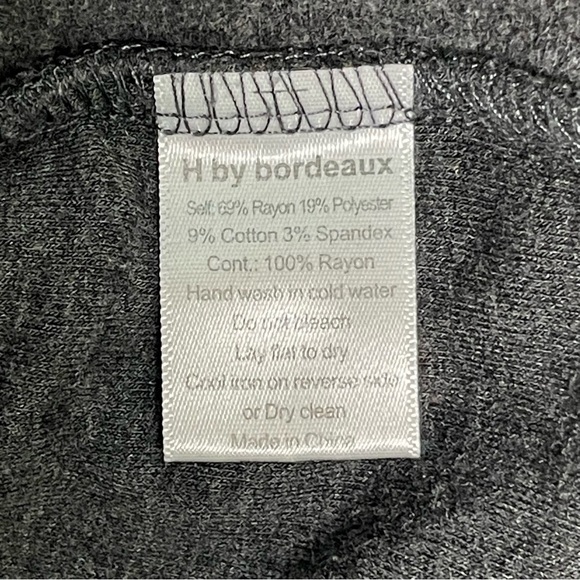 H by bordeaux
Self: 69% Rayon 19% Polyester
9% Cotton 3% Spandex
Cont.: 100% Rayon
Hand wash in cold water
Do not bleach
Lay flat to dry
Cool iron on reverse side
or Dry clean
Made in China